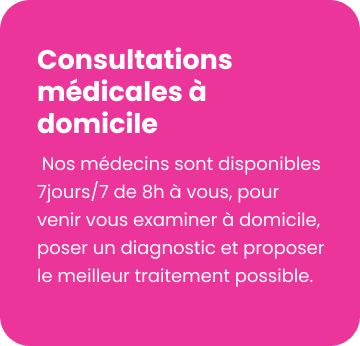 Consultations
médicales à
domicile
Nos médecins sont disponibles
7jours/7 de 8h à vous, pour
venir vous examiner à domicile,
poser un diagnostic et proposer
le meilleur traitement possible.